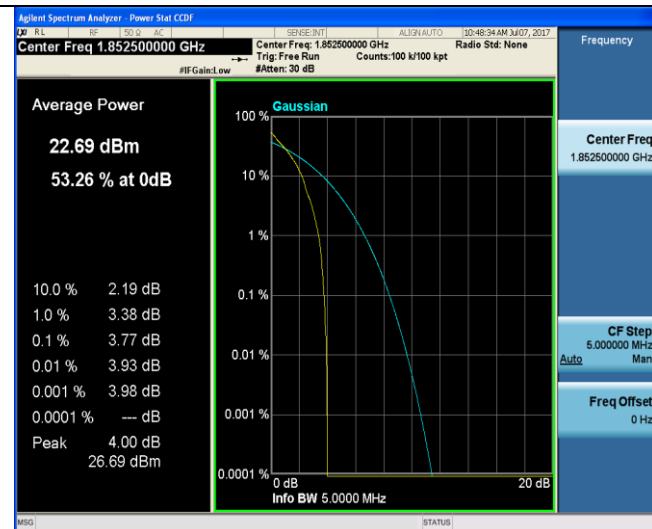 Agilent Spectrum Analyzer - Power Stat CCDF
RL RF 50 Ω AC SENSE:INT ALIGN AUTO 10:48:34 AM Jul 07, 2017
Center Freq 1.852500000 GHz
Center Freq: 1.852500000 GHz Radio Std: None
Trig: Free Run Counts:100 k/100 kpt
#IFGain:Low #Atten: 30 dB
Frequency
Average Power
22.69 dBm
53.26 % at 0dB
10.0 % 2.19 dB
1.0 % 3.38 dB
0.1 % 3.77 dB
0.01 % 3.93 dB
0.001 % 3.98 dB
0.0001 % --- dB
Peak 4.00 dB
26.69 dBm
Gaussian
100 %
10 %
1 %
0.1 %
0.01 %
0.001 %
0.0001 %
0 dB 20 dB
Info BW 5.0000 MHz
Center Freq
1.852500000 GHz
CF Step
5.000000 MHz
Auto Man
Freq Offset
0 Hz
MSG STATUS